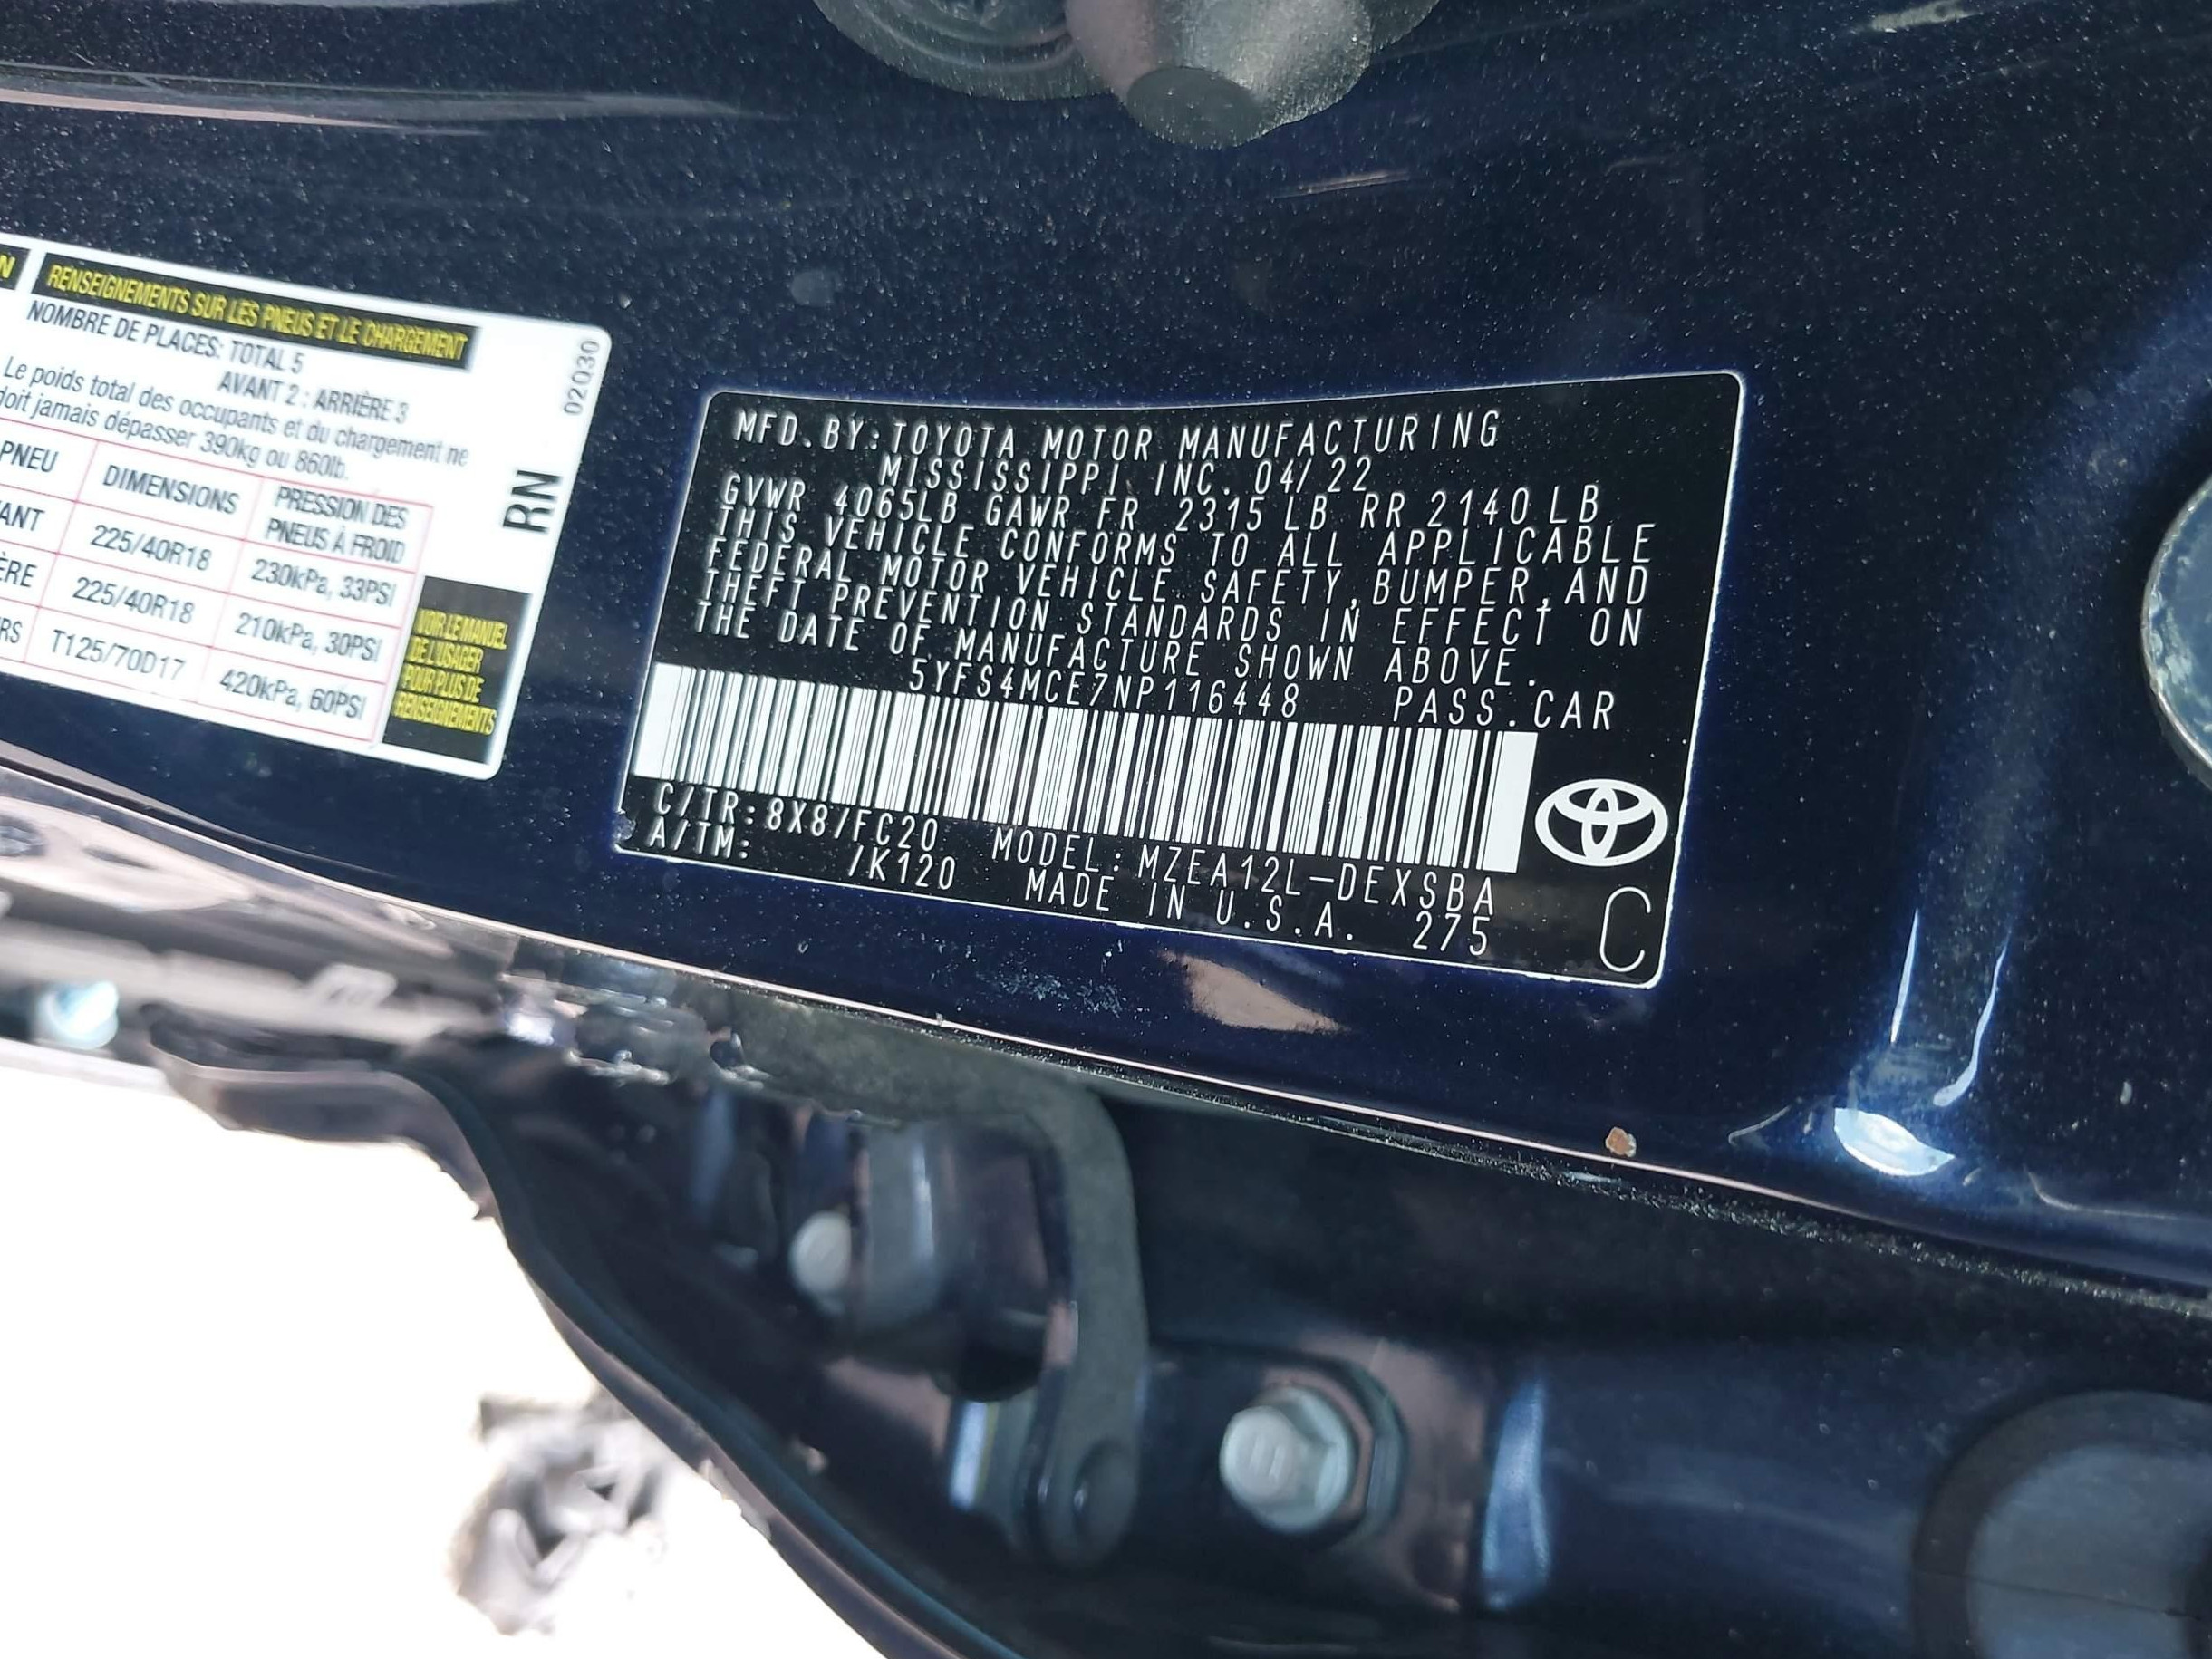 N
RENSEIGNEMENTS SUR LES PNEUS ET LE CHARGEMENT
NOMBRE DE PLACES: TOTAL 5
AVANT 2 : ARRIÈRE 3
Le poids total des occupants et du chargement ne
doit jamais dépasser 390kg ou 860lb.
PNEU DIMENSIONS PRESSION DES
PNEUS À FROID
ANT 225/40R18 230kPa, 33PSI
ÈRE 225/40R18 210kPa, 30PSI
RS T125/70D17 420kPa, 60PSI
VOIR LE MANUEL
DE L'USAGER
POUR PLUS DE
RENSEIGNEMENTS
02030
RN
MFD.BY:TOYOTA MOTOR MANUFACTURING
MISSISSIPPI,INC. 04/22
GVWR 4065LB GAWR FR 2315LB RR 2140LB
THIS VEHICLE CONFORMS TO ALL APPLICABLE
FEDERAL MOTOR VEHICLE SAFETY,BUMPER,AND
THEFT PREVENTION STANDARDS IN EFFECT ON
THE DATE OF MANUFACTURE SHOWN ABOVE.
5YFS4MCE7NP116448 PASS.CAR
C/TR:8X8/FC20 MODEL:MZEA12L-DEXSBA
A/TM: /K120 MADE IN U.S.A. 275
C